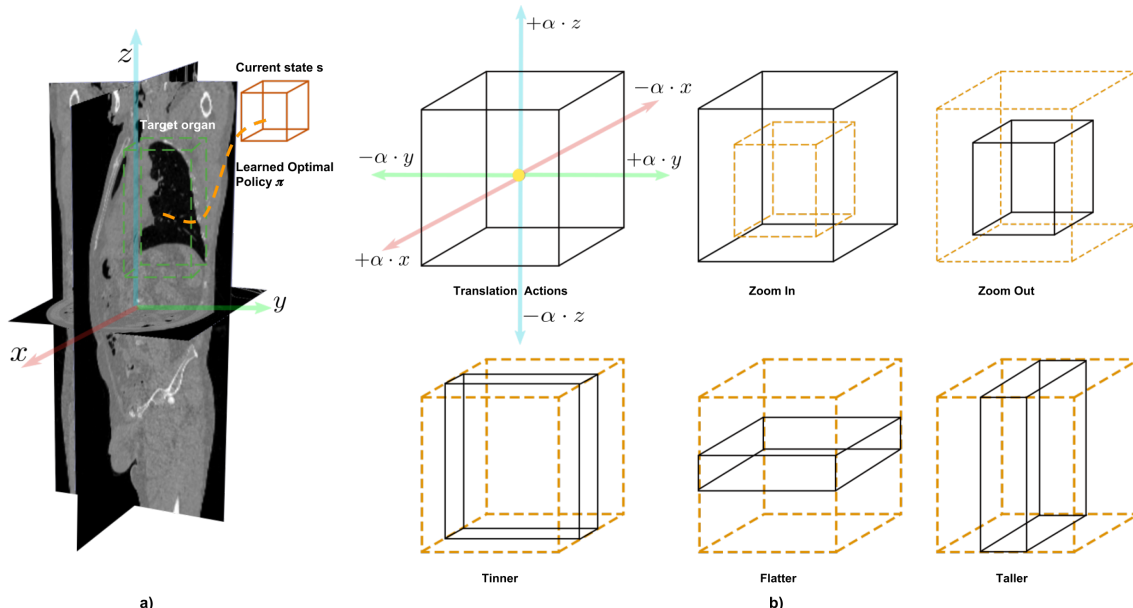 z
Current state s
Target organ
Learned Optimal
Policy π
y
x
a)
+α · z
−α · x
−α · y
+α · y
+α · x
−α · z
Translation Actions
Zoom In
Zoom Out
Tinner
Flatter
Taller
b)